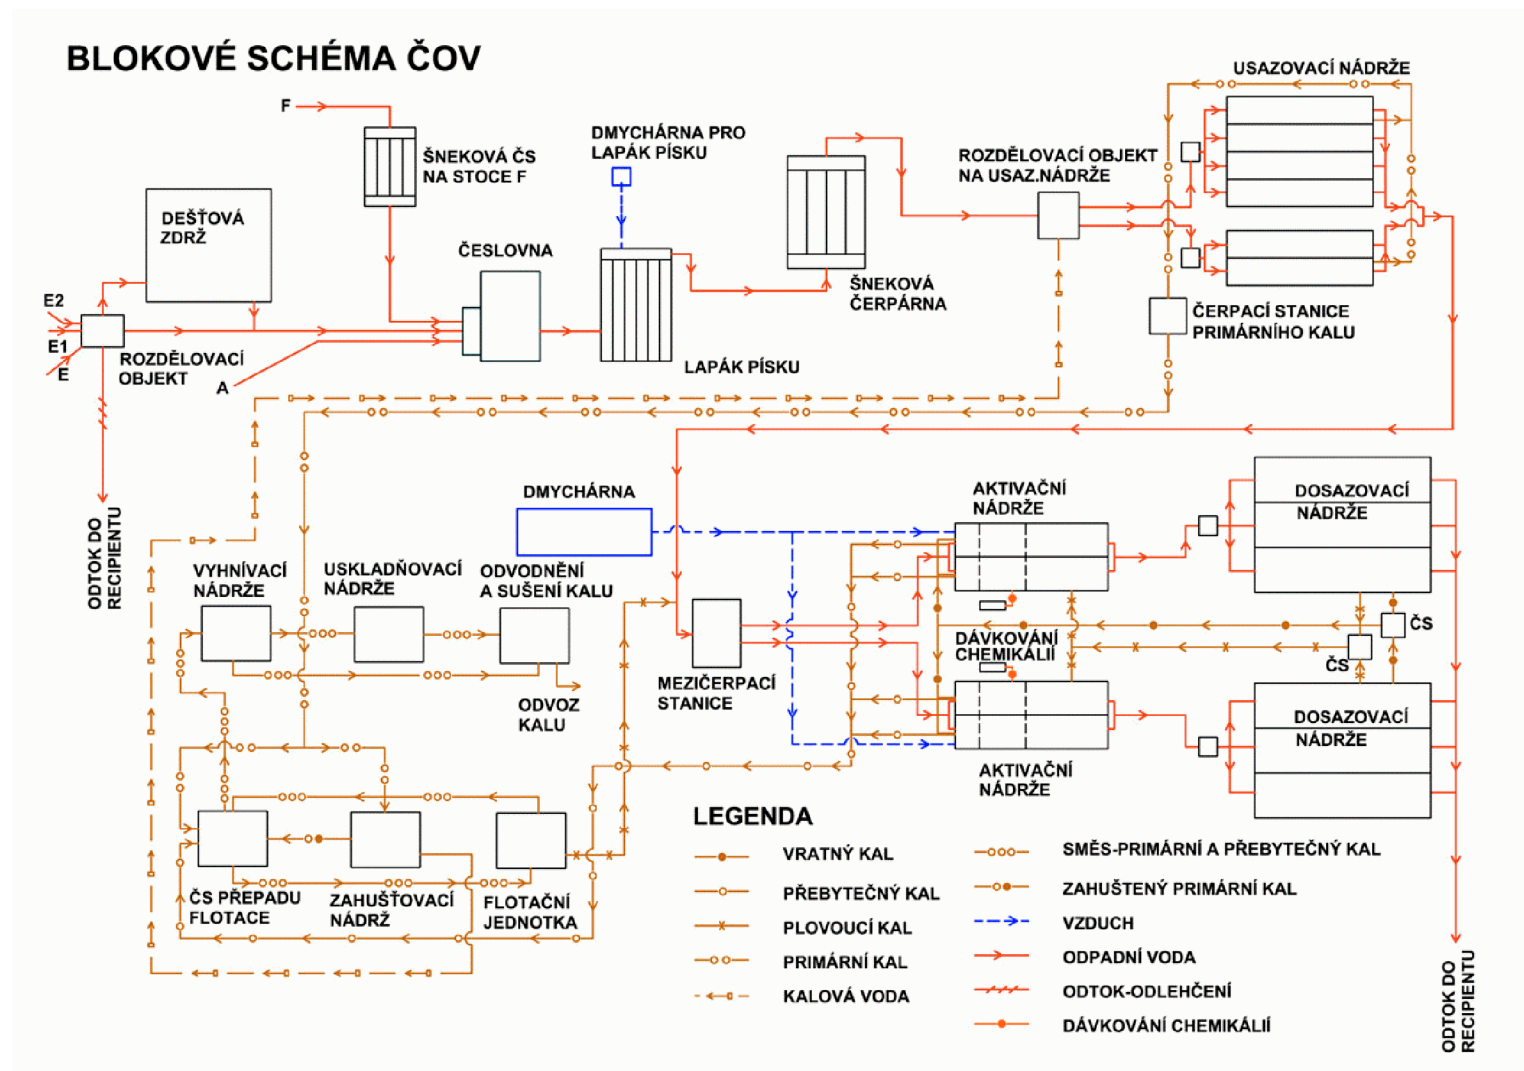 BLOKOVÉ SCHÉMA ČOV
USAZOVACÍ NÁDRŽE
F
ŠNEKOVÁ ČS
NA STOCE F
DMYCHÁRNA PRO
LAPÁK PÍSKU
ROZDĚLOVACÍ OBJEKT
NA USAZ.NÁDRŽE
DEŠŤOVÁ
ZDRŽ
ČESLOVNA
ŠNEKOVÁ
ČERPÁRNA
E2
E1
E
ROZDĚLOVACÍ
OBJEKT
A
LAPÁK PÍSKU
ČERPACÍ STANICE
PRIMÁRNÍHO KALU
ODTOK DO
RECIPIENTU
DMYCHÁRNA
AKTIVAČNÍ
NÁDRŽE
DOSAZOVACÍ
NÁDRŽE
VYHNÍVACÍ
NÁDRŽE
USKLADŇOVACÍ
NÁDRŽE
ODVODNĚNÍ
A SUŠENÍ KALU
ČS
DÁVKOVÁNÍ
CHEMIKÁLIÍ
ČS
MEZIČERPACÍ
STANICE
ODVOZ
KALU
DOSAZOVACÍ
NÁDRŽE
AKTIVAČNÍ
NÁDRŽE
ČS PŘEPADU
FLOTACE
ZAHUŠŤOVACÍ
NÁDRŽ
FLOTAČNÍ
JEDNOTKA
LEGENDA
VRATNÝ KAL
PŘEBYTEČNÝ KAL
PLOVOUCÍ KAL
PRIMÁRNÍ KAL
KALOVÁ VODA
SMĚS-PRIMÁRNÍ A PŘEBYTEČNÝ KAL
ZAHUŠTENÝ PRIMÁRNÍ KAL
VZDUCH
ODPADNÍ VODA
ODTOK-ODLEHČENÍ
DÁVKOVÁNÍ CHEMIKÁLIÍ
ODTOK DO
RECIPIENTU